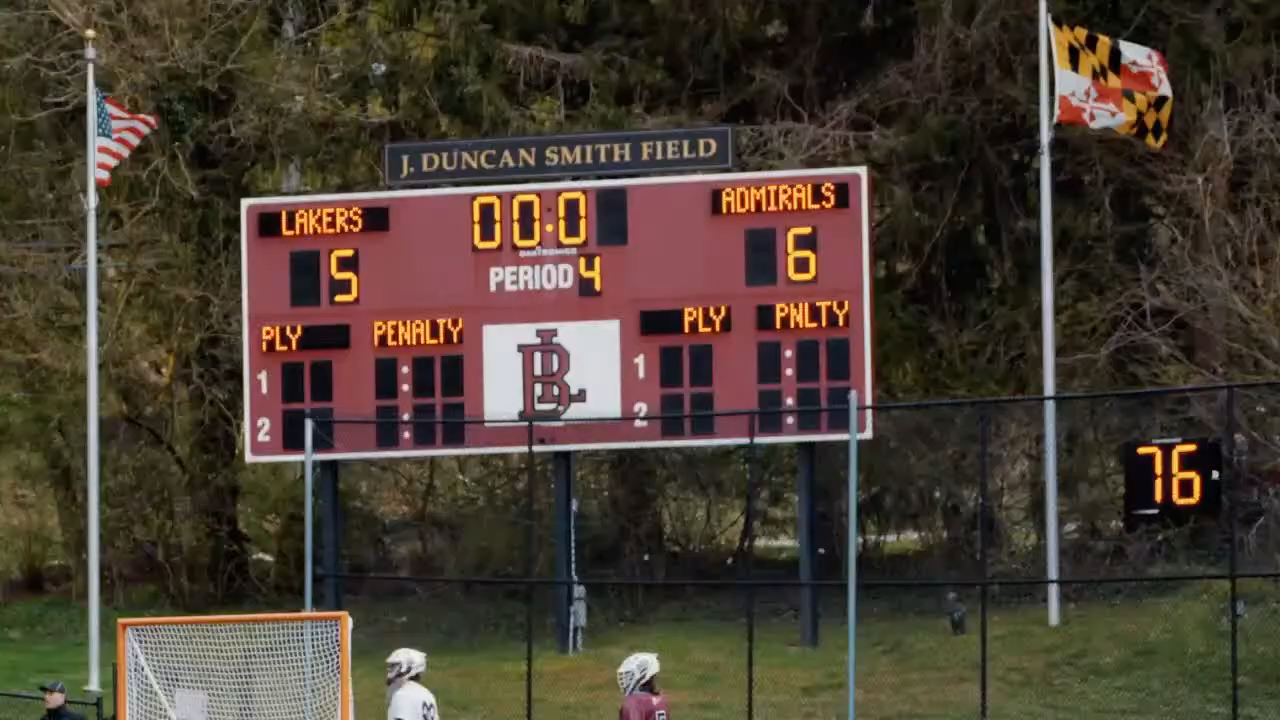 J. DUNCAN SMITH FIELD
LAKERS 00:0 ADMIRALS
5 PERIOD 4 6
PLY PENALTY PLY PNLTY
1 1
2 2
BL
76